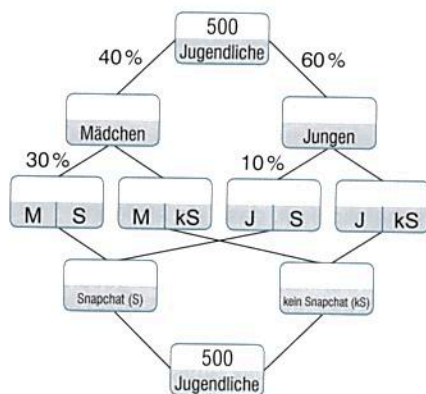 500
Jugendliche
40 % 60 %
Mädchen Jungen
30 % 10 %
M S M kS J S J kS
Snapchat (S) kein Snapchat (kS)
500
Jugendliche